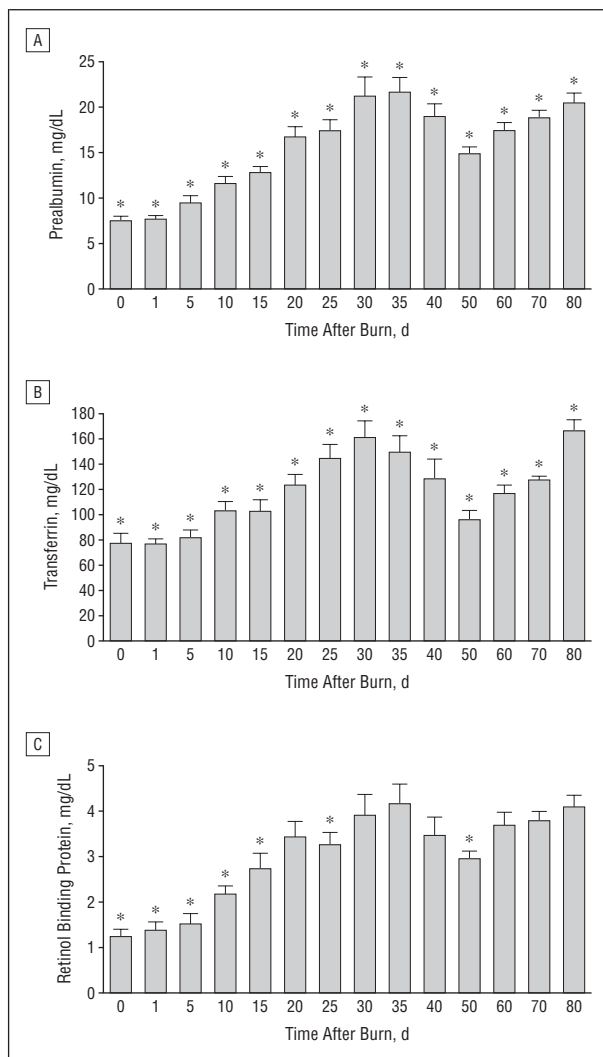 A
Prealbumin, mg/dL
25
20
15
10
5
0
* * * * * * * * * * * * * *
0 1 5 10 15 20 25 30 35 40 50 60 70 80
Time After Burn, d
B
Transferrin, mg/dL
180
160
140
120
100
80
60
40
20
0
* * * * * * * * * * * * * *
0 1 5 10 15 20 25 30 35 40 50 60 70 80
Time After Burn, d
C
Retinol Binding Protein, mg/dL
5
4
3
2
1
0
* * * * * * *
0 1 5 10 15 20 25 30 35 40 50 60 70 80
Time After Burn, d